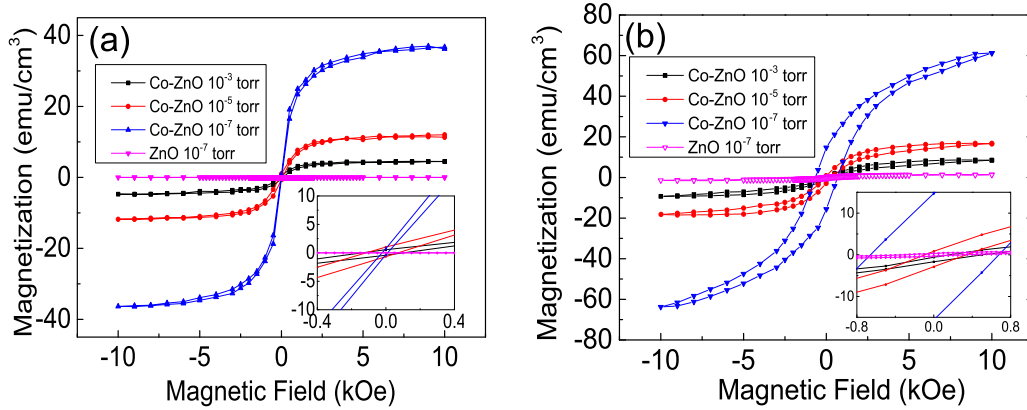 (a)
Magnetization (emu/cm³)
40
20
0
-20
-40
Co-ZnO 10⁻³ torr
Co-ZnO 10⁻⁵ torr
Co-ZnO 10⁻⁷ torr
ZnO 10⁻⁷ torr
10
5
0
-5
-10
-0.4 0.0 0.4
-10 -5 0 5 10
Magnetic Field (kOe)
(b)
Magnetization (emu/cm³)
80
60
40
20
0
-20
-40
-60
-80
Co-ZnO 10⁻³ torr
Co-ZnO 10⁻⁵ torr
Co-ZnO 10⁻⁷ torr
ZnO 10⁻⁷ torr
10
0
-10
-0.8 0.0 0.8
-10 -5 0 5 10
Magnetic Field (kOe)